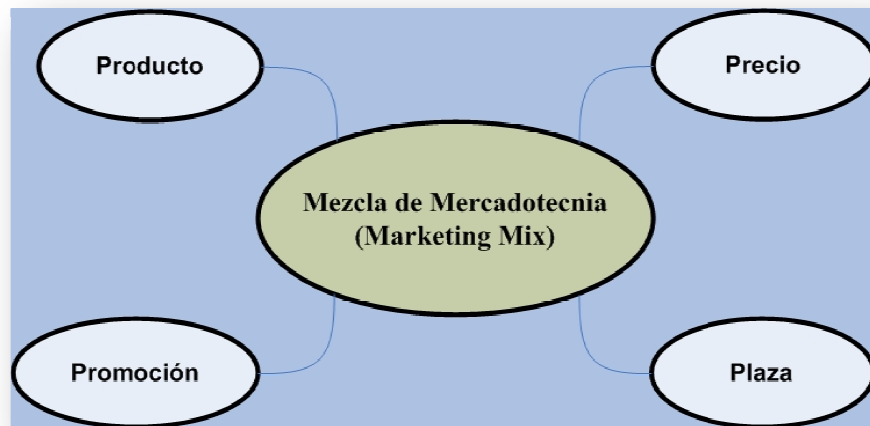 Producto
Precio
Mezcla de Mercadotecnia
(Marketing Mix)
Promoción
Plaza